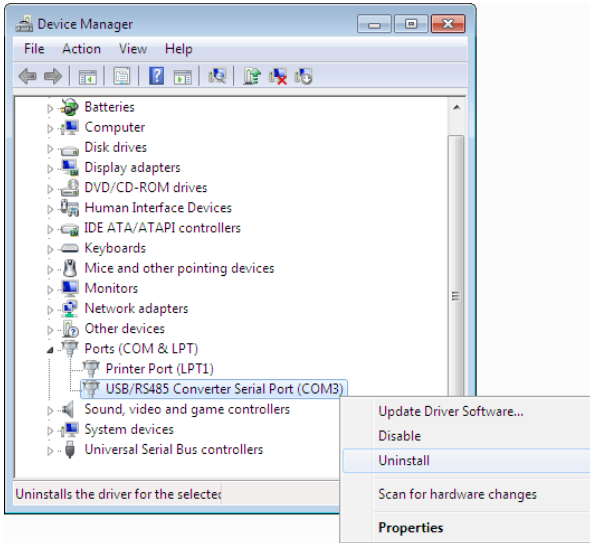 Device Manager
File Action View Help
Batteries
Computer
Disk drives
Display adapters
DVD/CD-ROM drives
Human Interface Devices
IDE ATA/ATAPI controllers
Keyboards
Mice and other pointing devices
Monitors
Network adapters
Other devices
Ports (COM & LPT)
Printer Port (LPT1)
USB/RS485 Converter Serial Port (COM3)
Sound, video and game controllers
System devices
Universal Serial Bus controllers
Update Driver Software...
Disable
Uninstall
Scan for hardware changes
Properties
Uninstalls the driver for the selected